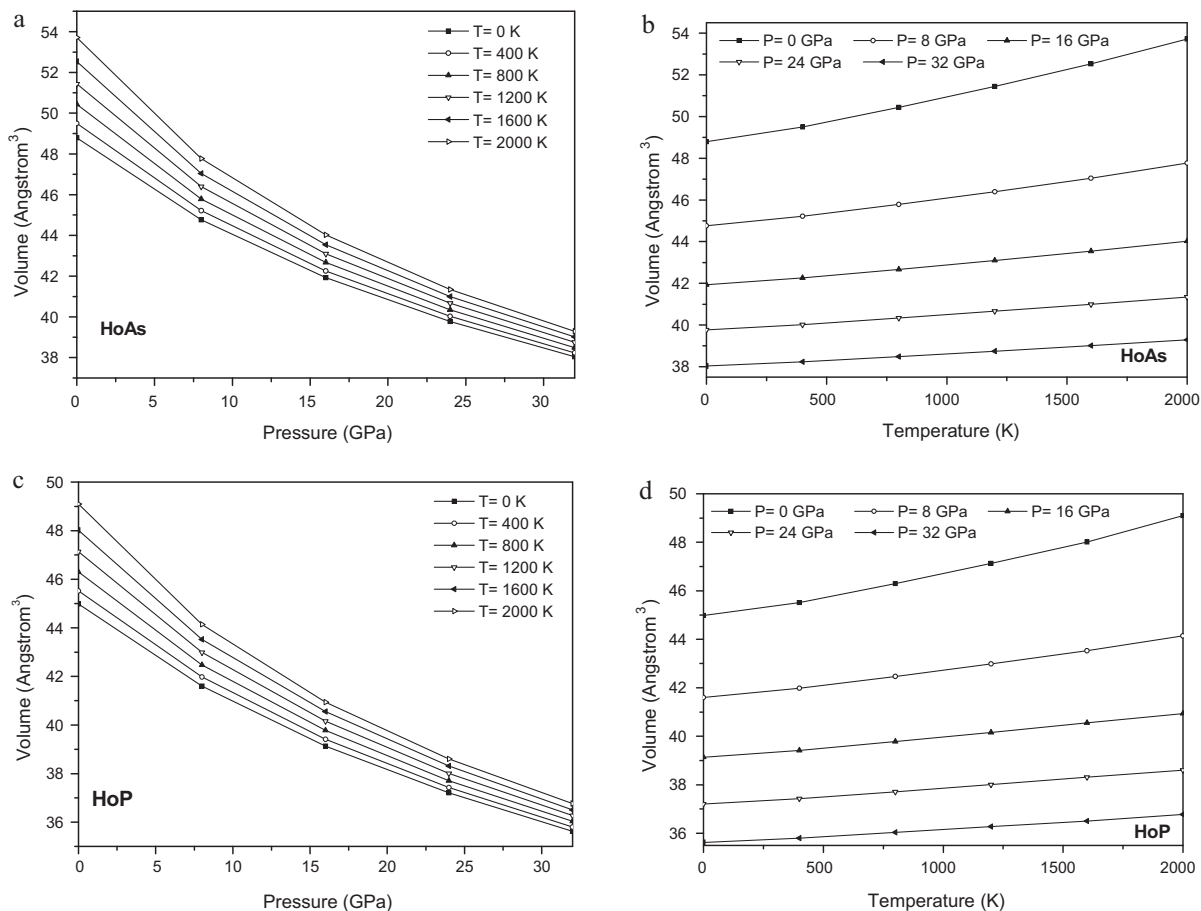 a
54
52
50
48
46
44
42
40
38
Volume (Angstrom³)
T= 0 K
T= 400 K
T= 800 K
T= 1200 K
T= 1600 K
T= 2000 K
HoAs
0 5 10 15 20 25 30
Pressure (GPa)
b
54
52
50
48
46
44
42
40
38
Volume (Angstrom³)
P= 0 GPa P= 8 GPa P= 16 GPa
P= 24 GPa P= 32 GPa
HoAs
0 500 1000 1500 2000
Temperature (K)
c
50
48
46
44
42
40
38
36
Volume (Angstrom³)
T= 0 K
T= 400 K
T= 800 K
T= 1200 K
T= 1600 K
T= 2000 K
HoP
0 5 10 15 20 25 30
Pressure (GPa)
d
50
48
46
44
42
40
38
36
Volume (Angstrom³)
P= 0 GPa P= 8 GPa P= 16 GPa
P= 24 GPa P= 32 GPa
HoP
0 500 1000 1500 2000
Temperature (K)